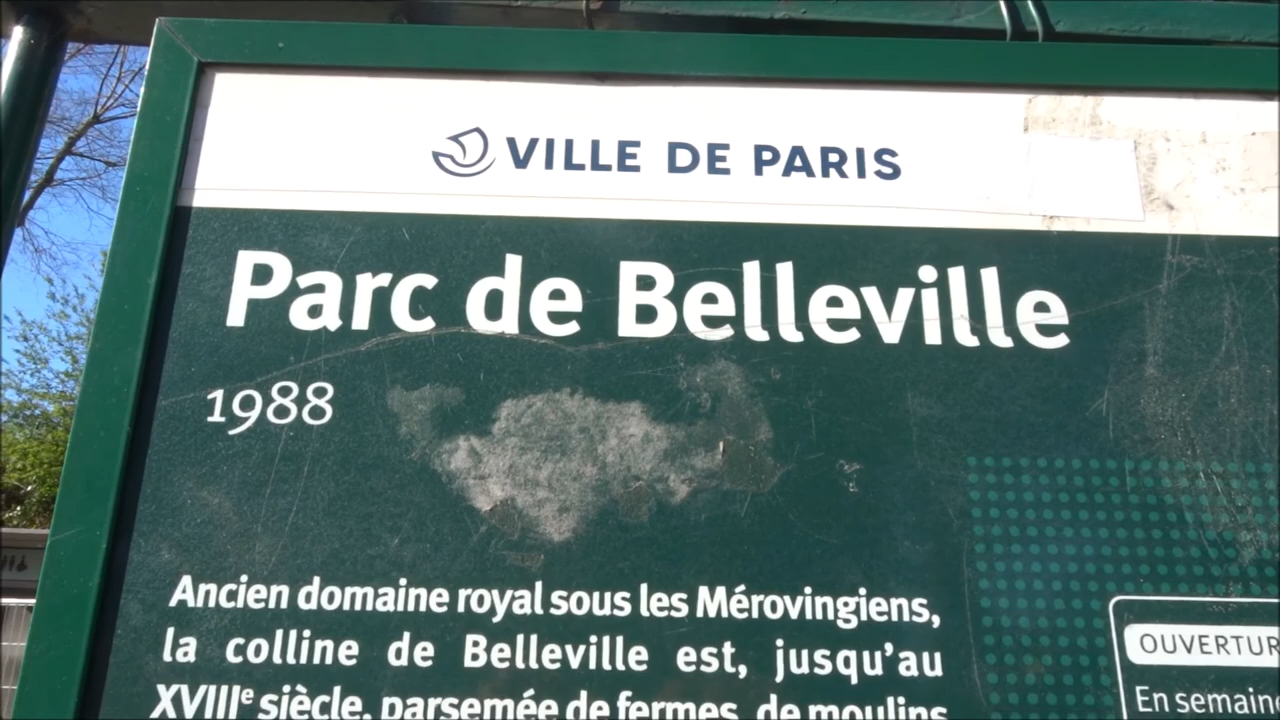 VILLE DE PARIS
Parc de Belleville
1988
Ancien domaine royal sous les Mérovingiens,
la colline de Belleville est, jusqu'au
XVIIIe siècle, parsemée de fermes, de moulins
OUVERTUR
En semaine